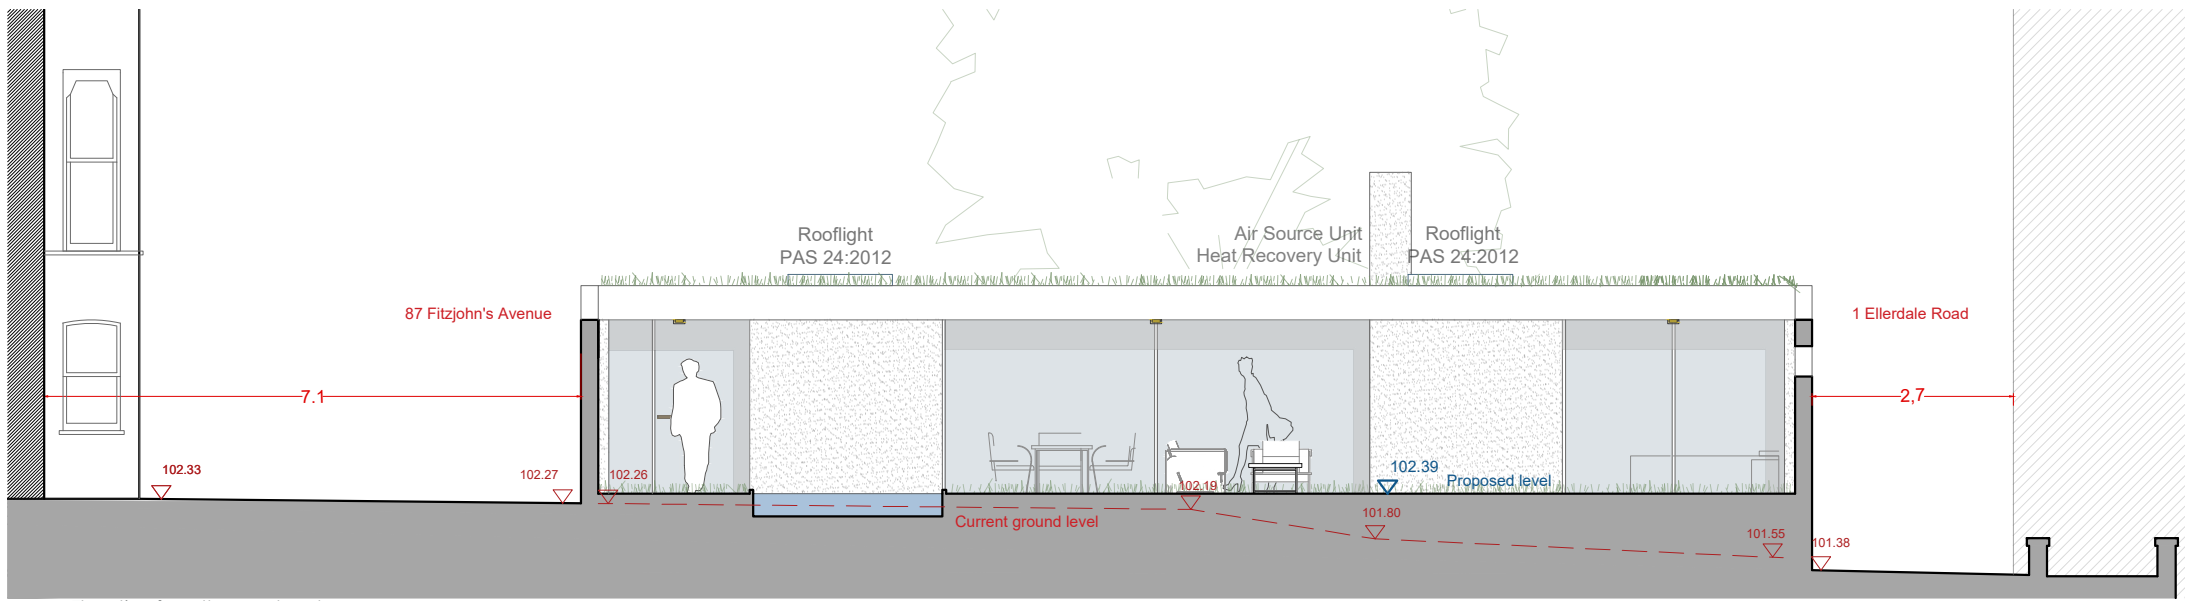 Rooflight
PAS 24:2012
Air Source Unit
Heat Recovery Unit
Rooflight
PAS 24:2012
87 Fitzjohn's Avenue
1 Ellerdale Road
7.1
2,7
102.33
102.27
102.26
102.19
102.39
Proposed level
Current ground level
101.80
101.55
101.38